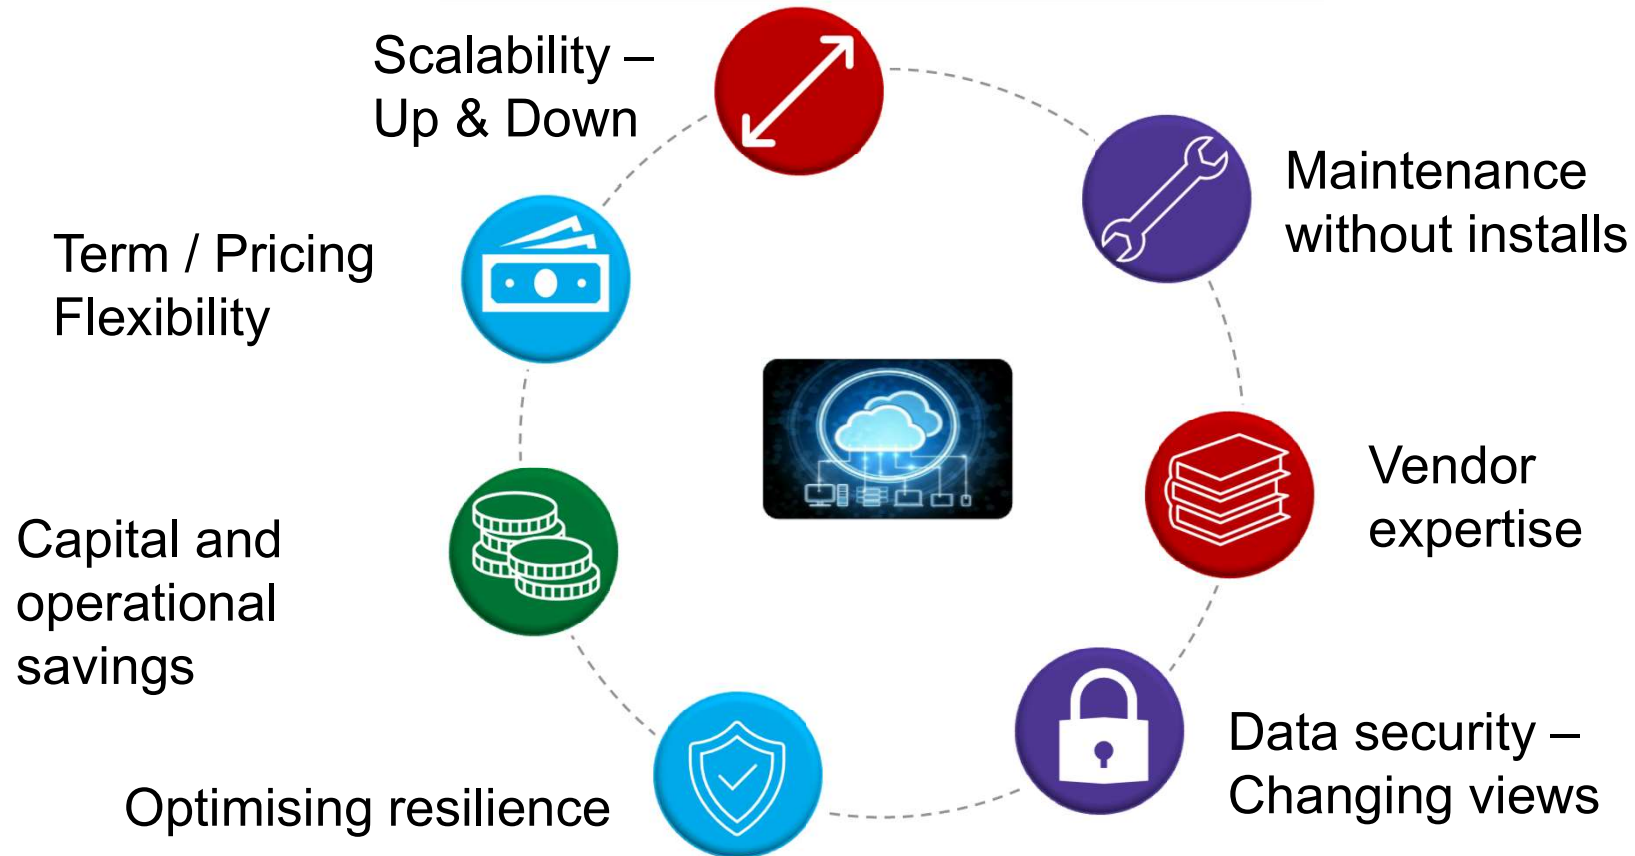 Scalability –
Up & Down
Maintenance
without installs
Term / Pricing
Flexibility
Vendor
expertise
Capital and
operational
savings
Data security –
Changing views
Optimising resilience